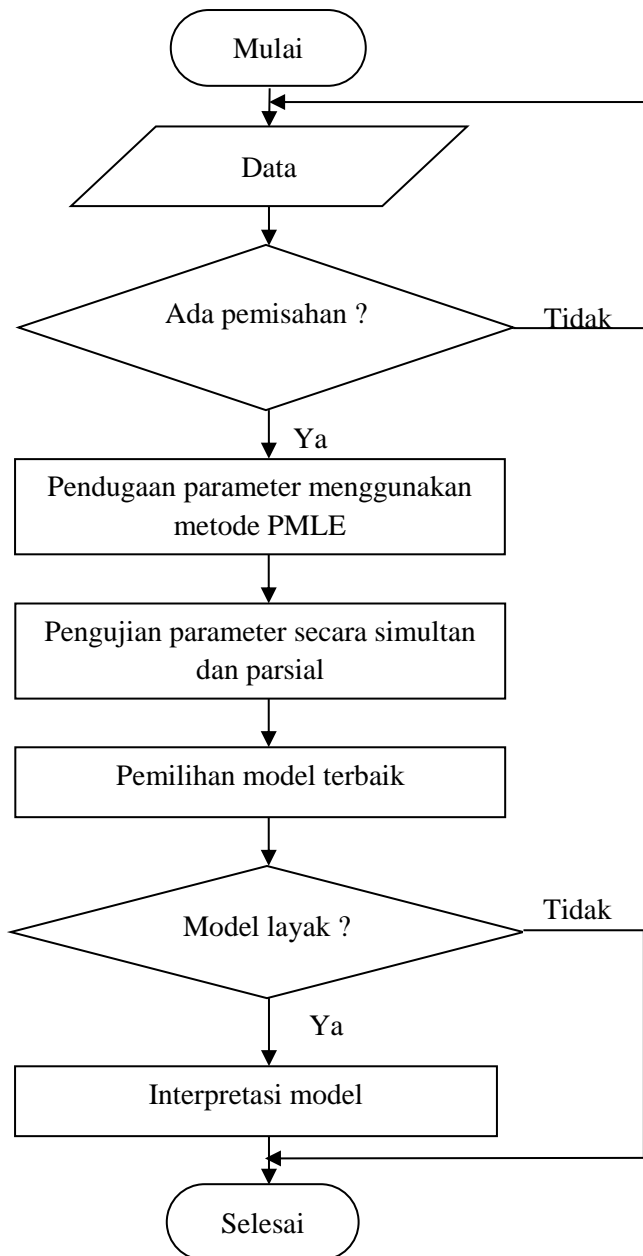 Mulai
Data
Ada pemisahan ?
Tidak
Ya
Pendugaan parameter menggunakan
metode PMLE
Pengujian parameter secara simultan
dan parsial
Pemilihan model terbaik
Model layak ?
Tidak
Ya
Interpretasi model
Selesai